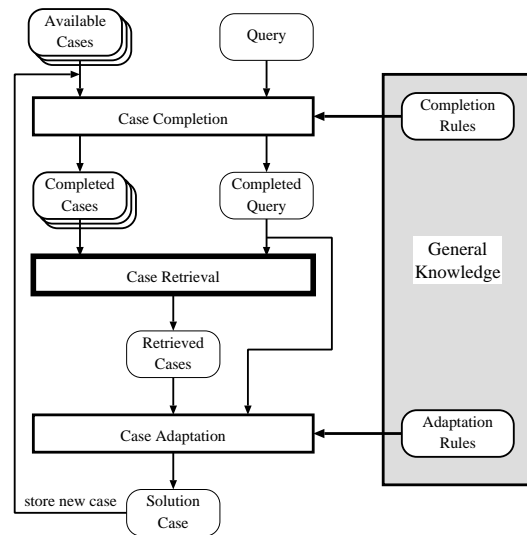 Available
Cases
Query
Case Completion
Completion
Rules
Completed
Cases
Completed
Query
General
Knowledge
Case Retrieval
Retrieved
Cases
Case Adaptation
Adaptation
Rules
store new case
Solution
Case